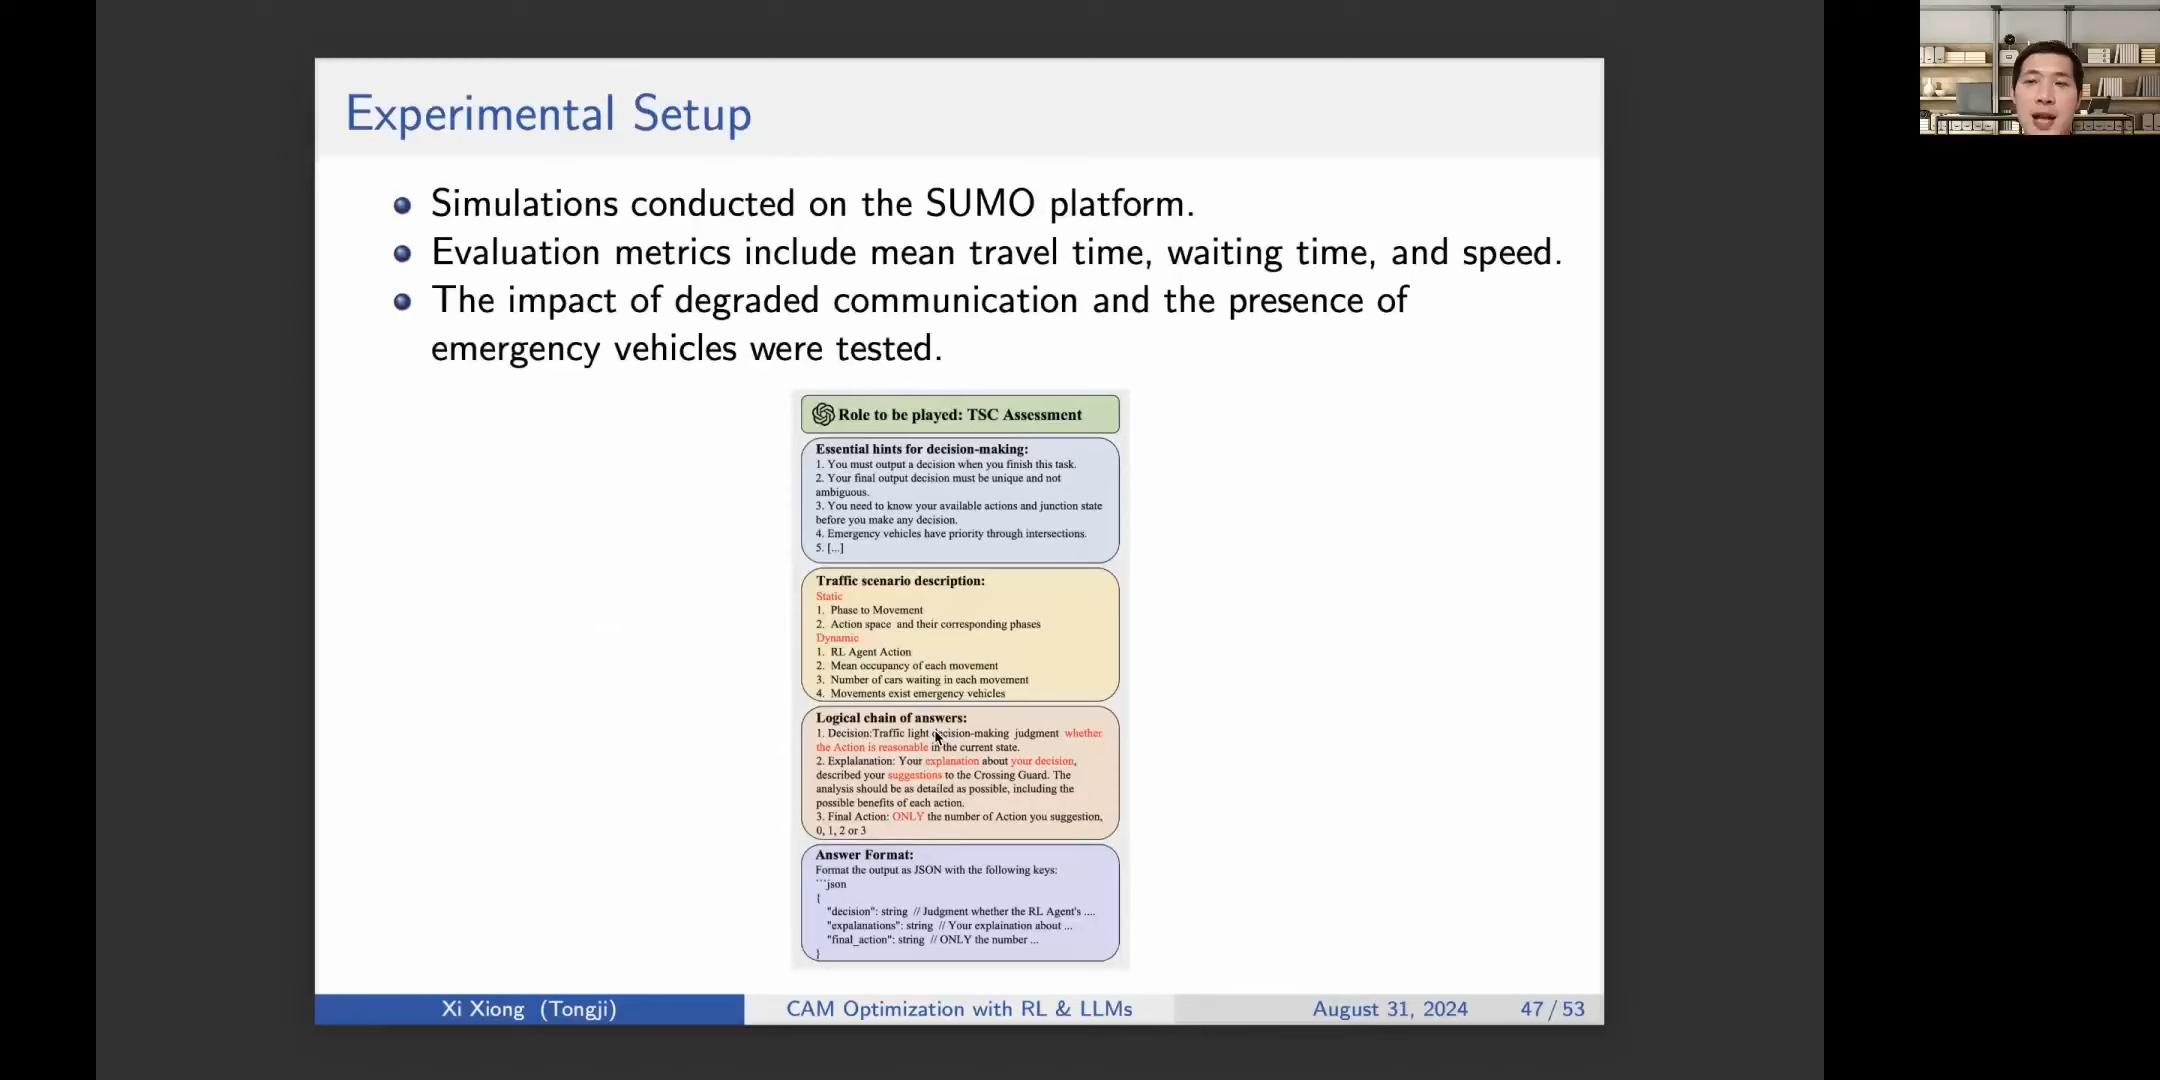 Experimental Setup
Simulations conducted on the SUMO platform.
Evaluation metrics include mean travel time, waiting time, and speed.
The impact of degraded communication and the presence of
emergency vehicles were tested.
Role to be played: TSC Assessment
Essential hints for decision-making:
1. You must output a decision when you finish this task.
2. Your final output decision must be unique and not
ambiguous.
3. You need to know your available actions and junction state
before you make any decision.
4. Emergency vehicles have priority through intersections.
5. [...]
Traffic scenario description:
Static
1. Phase to Movement
2. Action space and their corresponding phases
Dynamic
1. RL Agent Action
2. Mean occupancy of each movement
3. Number of cars waiting in each movement
4. Movements exist emergency vehicles
Logical chain of answers:
1. Decision:Traffic light decision-making judgment whether
the Action is reasonable in the current state.
2. Explalanation: Your explanation about your decision,
described your suggestions to the Crossing Guard. The
analysis should be as detailed as possible, including the
possible benefits of each action.
3. Final Action: ONLY the number of Action you suggestion,
0, 1, 2 or 3
Answer Format:
Format the output as JSON with the following keys:
```json
{
"decision": string // Judgment whether the RL Agent's ....
"expalanations": string // Your explaination about ...
"final_action": string // ONLY the number ...
}
Xi Xiong (Tongji)
CAM Optimization with RL & LLMs
August 31, 2024
47 / 53